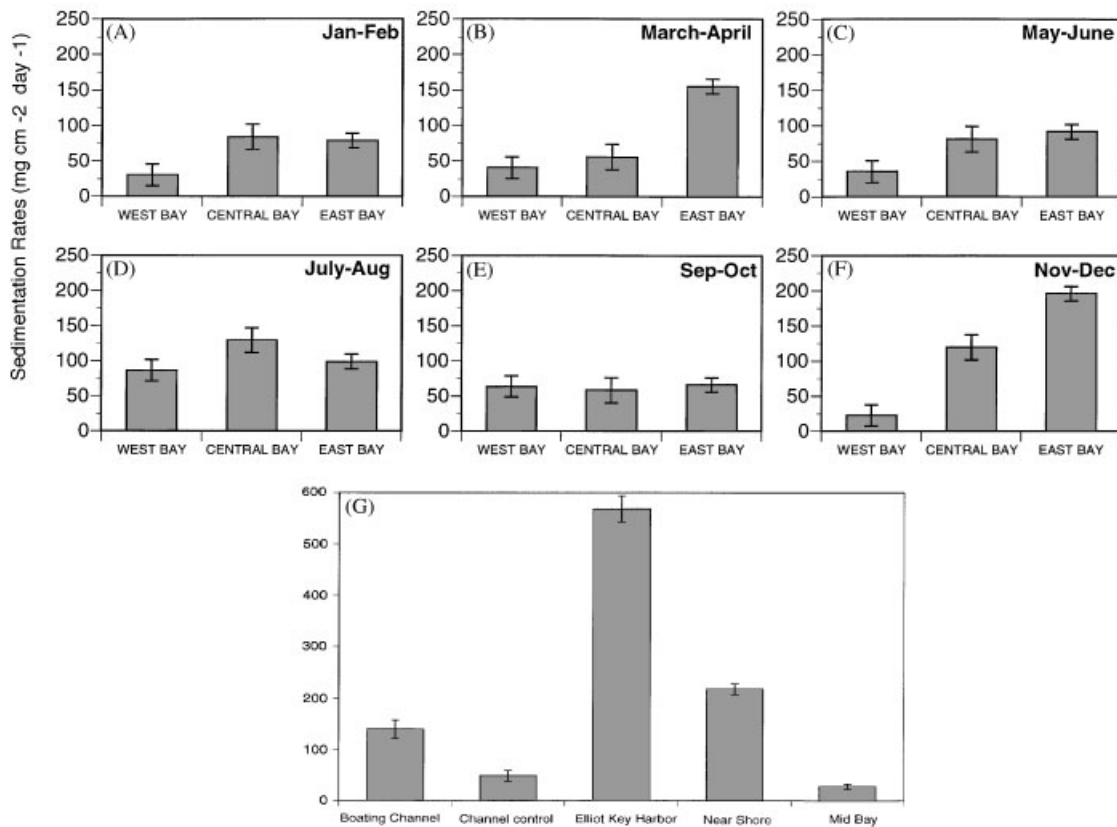 Sedimentation Rates (mg cm -2 day -1)
(A) Jan-Feb
250
200
150
100
50
0
WEST BAY CENTRAL BAY EAST BAY
(B) March-April
250
200
150
100
50
0
WEST BAY CENTRAL BAY EAST BAY
(C) May-June
250
200
150
100
50
0
WEST BAY CENTRAL BAY EAST BAY
(D) July-Aug
250
200
150
100
50
0
WEST BAY CENTRAL BAY EAST BAY
(E) Sep-Oct
250
200
150
100
50
0
WEST BAY CENTRAL BAY EAST BAY
(F) Nov-Dec
250
200
150
100
50
0
WEST BAY CENTRAL BAY EAST BAY
(G)
600
500
400
300
200
100
0
Boating Channel Channel control Elliot Key Harbor Near Shore Mid Bay